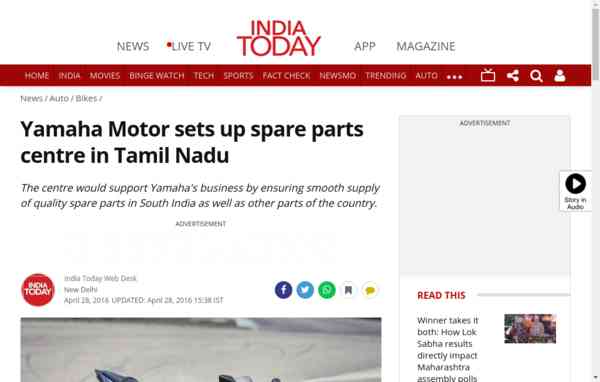 INDIA
TODAY
NEWS
LIVE TV
APP
MAGAZINE
HOME INDIA MOVIES BINGE WATCH TECH SPORTS FACT CHECK NEWSMO TRENDING AUTO
News / Auto / Bikes /
Yamaha Motor sets up spare parts
centre in Tamil Nadu
The centre would support Yamaha's business by ensuring smooth supply
of quality spare parts in South India as well as other parts of the country.
ADVERTISEMENT
INDIA
TODAY
India Today Web Desk
New Delhi
April 28, 2016 UPDATED: April 28, 2016 15:38 IST
ADVERTISEMENT
Story in
Audio
READ THIS
Winner takes it
both: How Lok
Sabha results
directly impact
Maharashtra
assembly polls